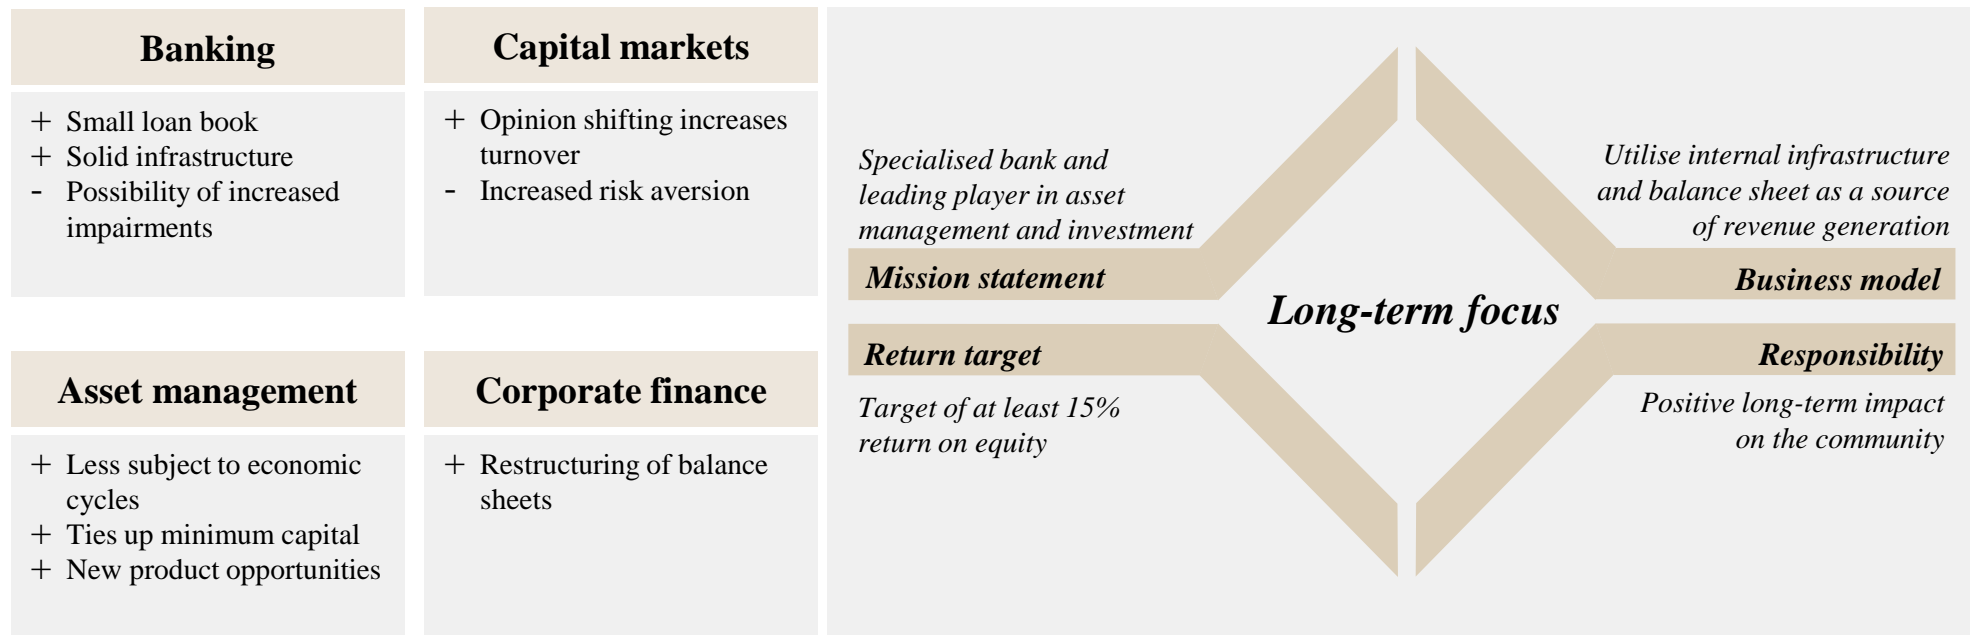 Banking
+ Small loan book
+ Solid infrastructure
- Possibility of increased
impairments
Capital markets
+ Opinion shifting increases
turnover
- Increased risk aversion
Asset management
+ Less subject to economic
cycles
+ Ties up minimum capital
+ New product opportunities
Corporate finance
+ Restructuring of balance
sheets
Specialised bank and
leading player in asset
management and investment
Mission statement
Utilise internal infrastructure
and balance sheet as a source
of revenue generation
Business model
Long-term focus
Return target
Target of at least 15%
return on equity
Responsibility
Positive long-term impact
on the community